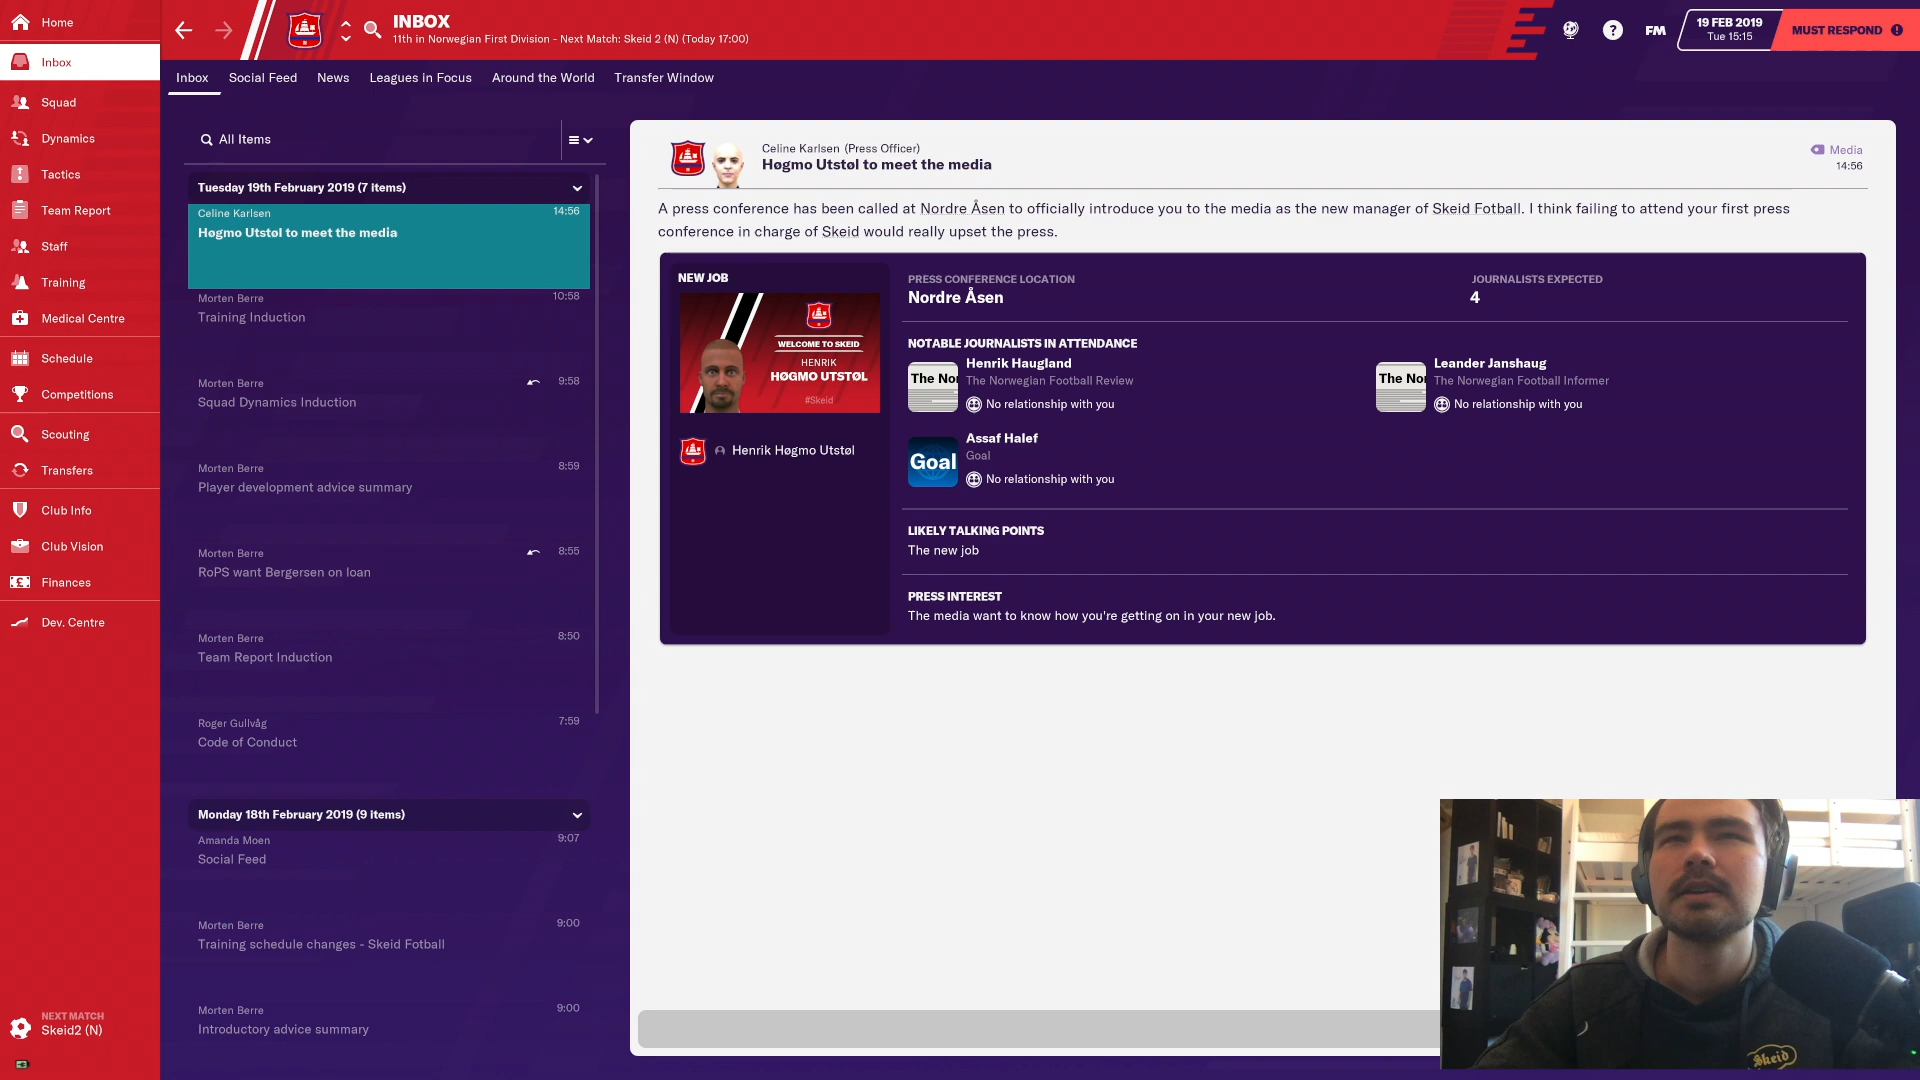 Home
Inbox
Squad
Dynamics
Tactics
Team Report
Staff
Training
Medical Centre
Schedule
Competitions
Scouting
Transfers
Club Info
Club Vision
Finances
Dev. Centre
NEXT MATCH
Skeid2 (N)
INBOX
11th in Norwegian First Division - Next Match: Skeid 2 (N) (Today 17:00)
FM
19 FEB 2019
Tue 15:15
MUST RESPOND
Inbox Social Feed News Leagues in Focus Around the World Transfer Window
All Items
Tuesday 19th February 2019 (7 items)
Celine Karlsen 14:56
Høgmo Utstøl to meet the media
Morten Berre 10:58
Training Induction
Morten Berre 9:58
Squad Dynamics Induction
Morten Berre 8:59
Player development advice summary
Morten Berre 8:55
RoPS want Bergersen on loan
Morten Berre 8:50
Team Report Induction
Roger Gullvåg 7:59
Code of Conduct
Monday 18th February 2019 (9 items)
Amanda Moen 9:07
Social Feed
Morten Berre 9:00
Training schedule changes - Skeid Fotball
Morten Berre 9:00
Introductory advice summary
Celine Karlsen (Press Officer)
Høgmo Utstøl to meet the media
Media
14:56
A press conference has been called at Nordre Åsen to officially introduce you to the media as the new manager of Skeid Fotball. I think failing to attend your first press
conference in charge of Skeid would really upset the press.
NEW JOB
WELCOME TO SKEID
HENRIK
HØGMO UTSTØL
#Skeid
Henrik Høgmo Utstøl
PRESS CONFERENCE LOCATION
Nordre Åsen
JOURNALISTS EXPECTED
4
NOTABLE JOURNALISTS IN ATTENDANCE
The Nor
Henrik Haugland
The Norwegian Football Review
No relationship with you
The Nor
Leander Janshaug
The Norwegian Football Informer
No relationship with you
Goal
Assaf Halef
Goal
No relationship with you
LIKELY TALKING POINTS
The new job
PRESS INTEREST
The media want to know how you're getting on in your new job.
Skeid